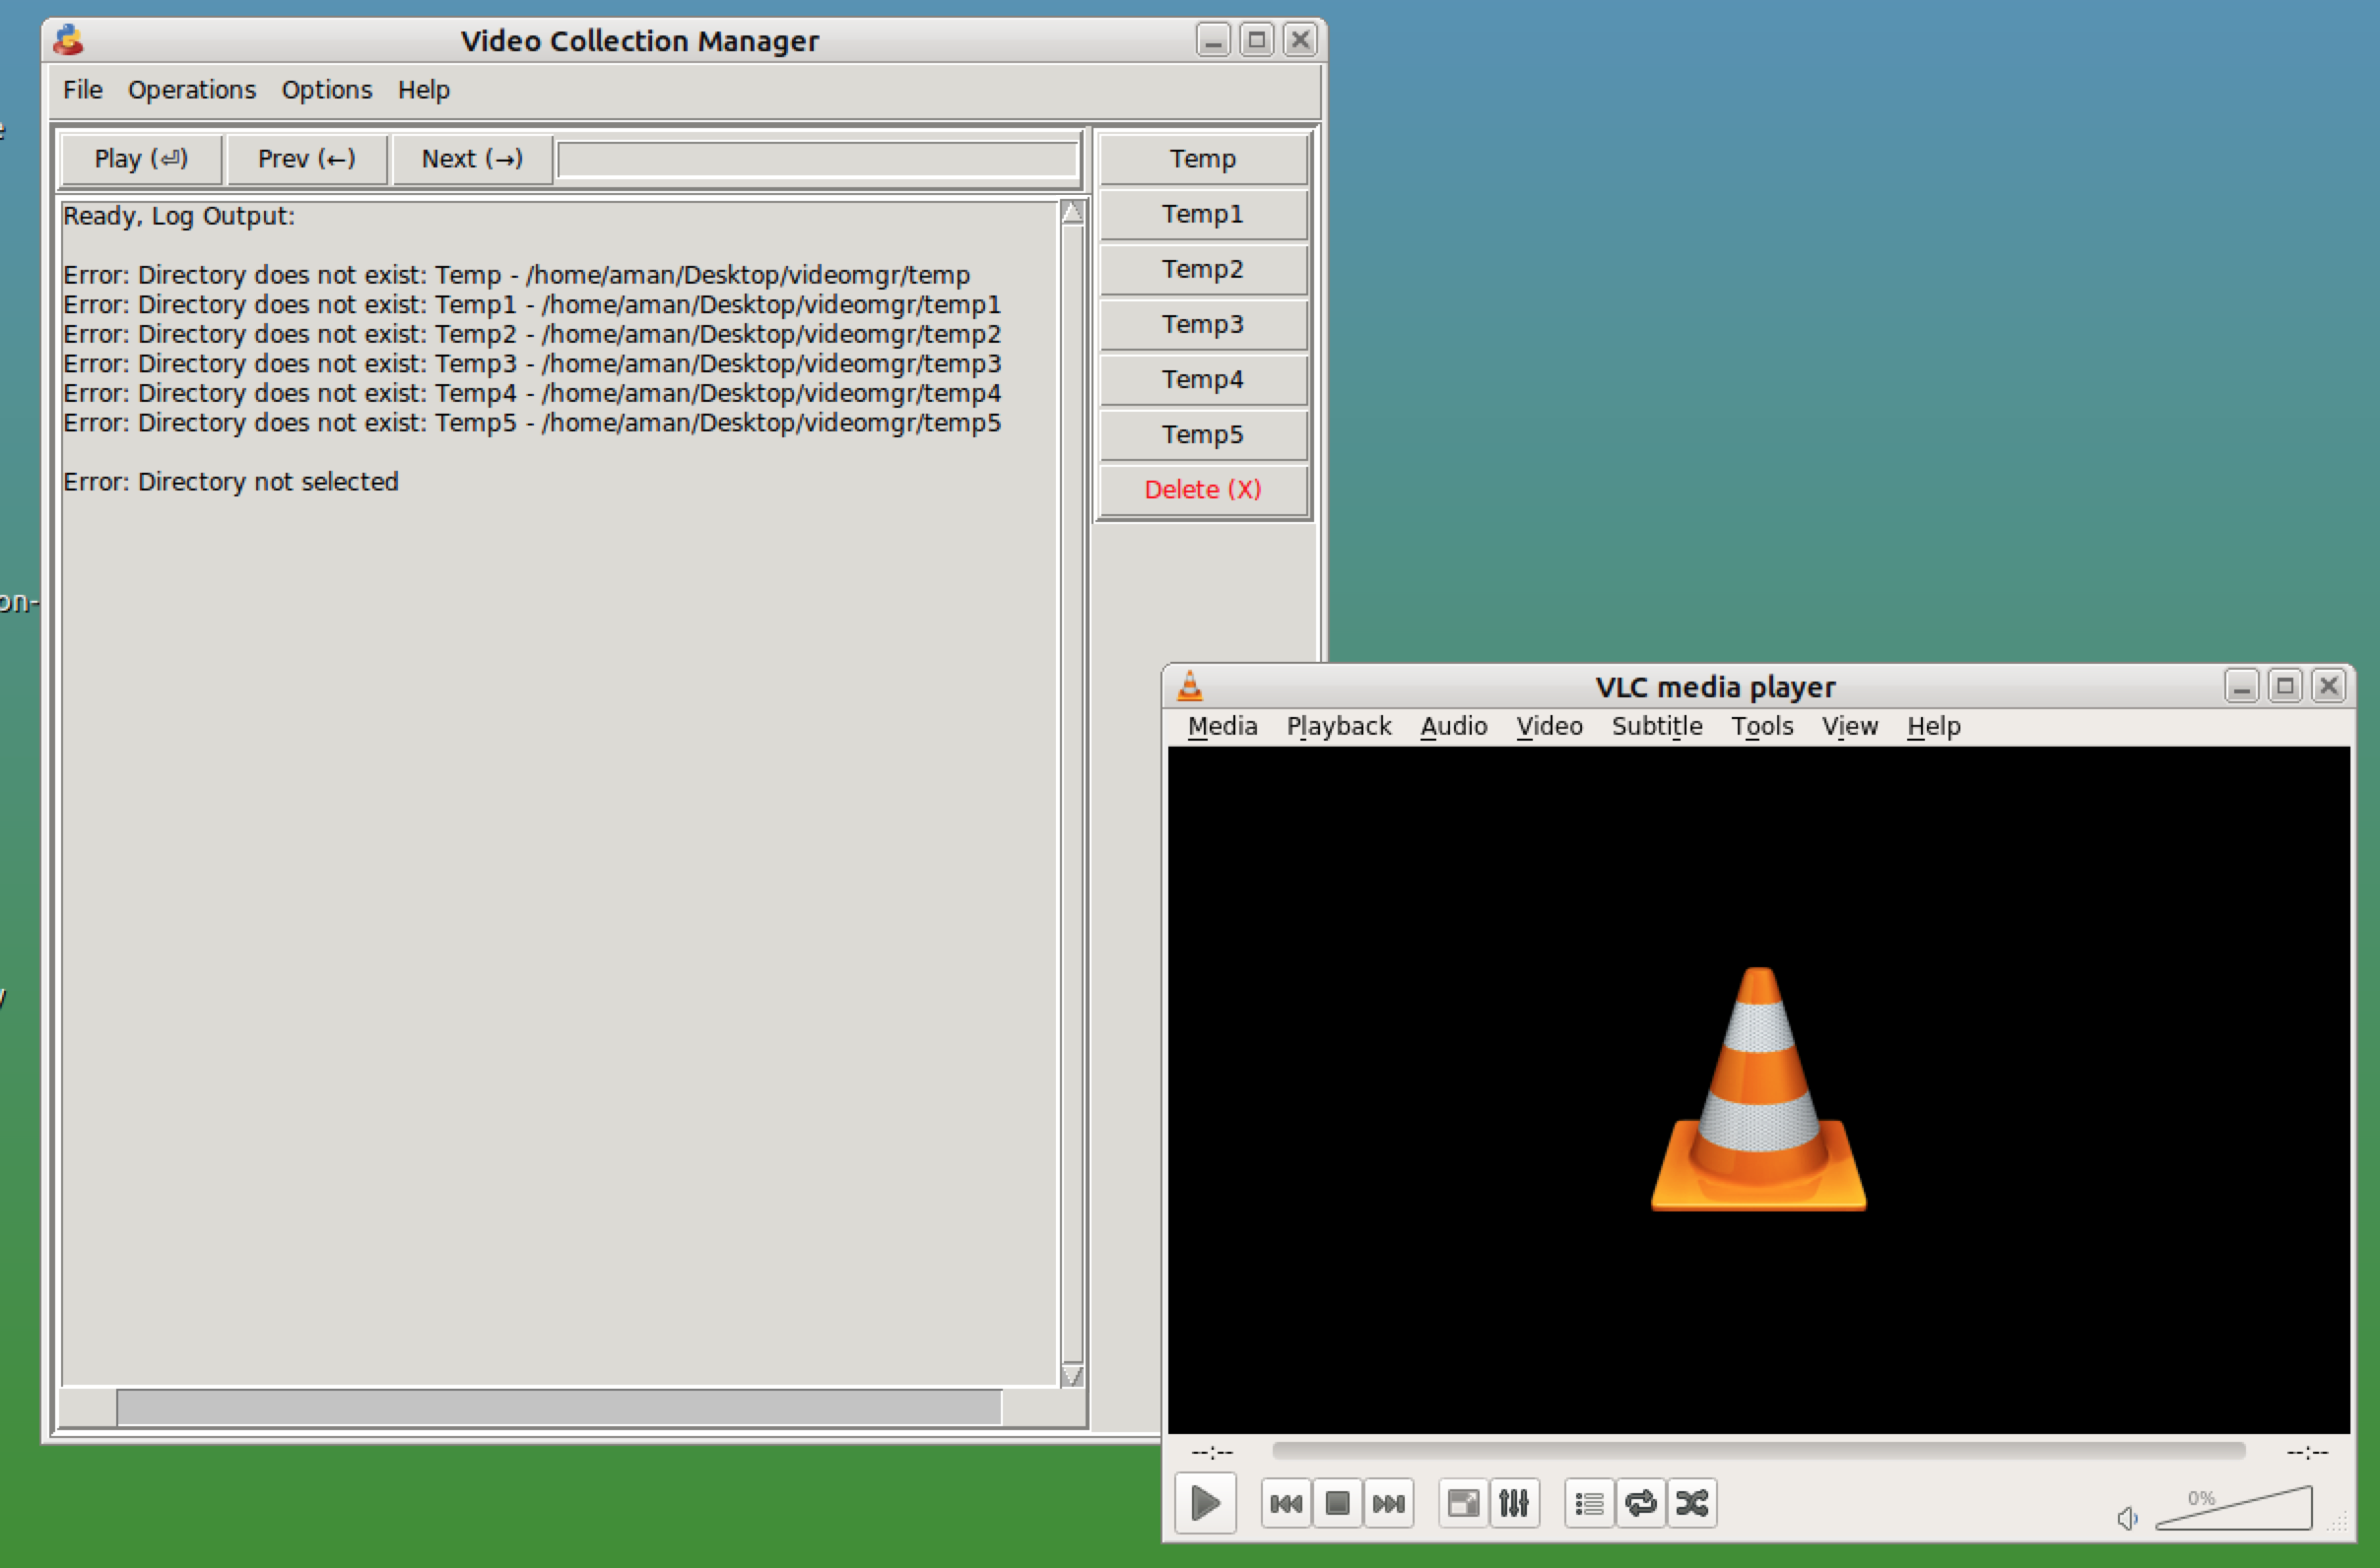 Video Collection Manager
File Operations Options Help
Play (⏎) Prev (←) Next (→)
Temp
Temp1
Temp2
Temp3
Temp4
Temp5
Delete (X)
Ready, Log Output:
Error: Directory does not exist: Temp - /home/aman/Desktop/videomgr/temp
Error: Directory does not exist: Temp1 - /home/aman/Desktop/videomgr/temp1
Error: Directory does not exist: Temp2 - /home/aman/Desktop/videomgr/temp2
Error: Directory does not exist: Temp3 - /home/aman/Desktop/videomgr/temp3
Error: Directory does not exist: Temp4 - /home/aman/Desktop/videomgr/temp4
Error: Directory does not exist: Temp5 - /home/aman/Desktop/videomgr/temp5
Error: Directory not selected
on-
VLC media player
Media Playback Audio Video Subtitle Tools View Help
--:-- --:--
0%